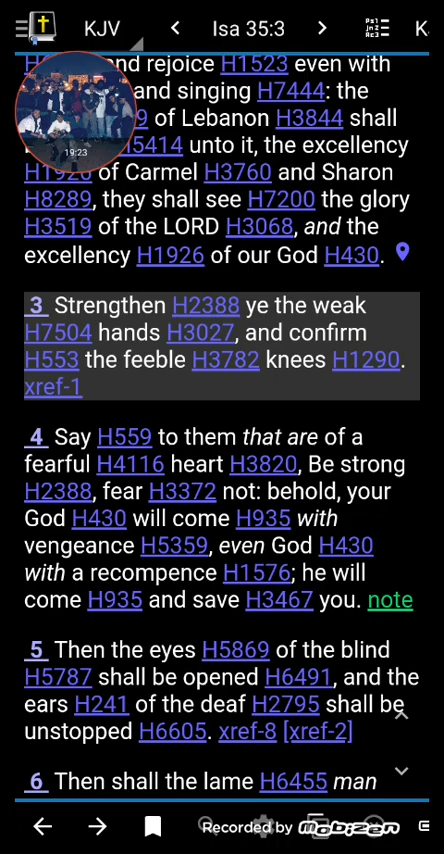 KJV Isa 35:3 K
and rejoice H1523 even with
and singing H7444: the
9 of Lebanon H3844 shall
H5414 unto it, the excellency
19:23
H1926 of Carmel H3760 and Sharon
H8289, they shall see H7200 the glory
H3519 of the LORD H3068, and the
excellency H1926 of our God H430.
3 Strengthen H2388 ye the weak
H7504 hands H3027, and confirm
H553 the feeble H3782 knees H1290.
xref-1
4 Say H559 to them that are of a
fearful H4116 heart H3820, Be strong
H2388, fear H3372 not: behold, your
God H430 will come H935 with
vengeance H5359, even God H430
with a recompence H1576; he will
come H935 and save H3467 you. note
5 Then the eyes H5869 of the blind
H5787 shall be opened H6491, and the
ears H241 of the deaf H2795 shall be
unstopped H6605. xref-8 [xref-2]
6 Then shall the lame H6455 man
Recorded by mobizen